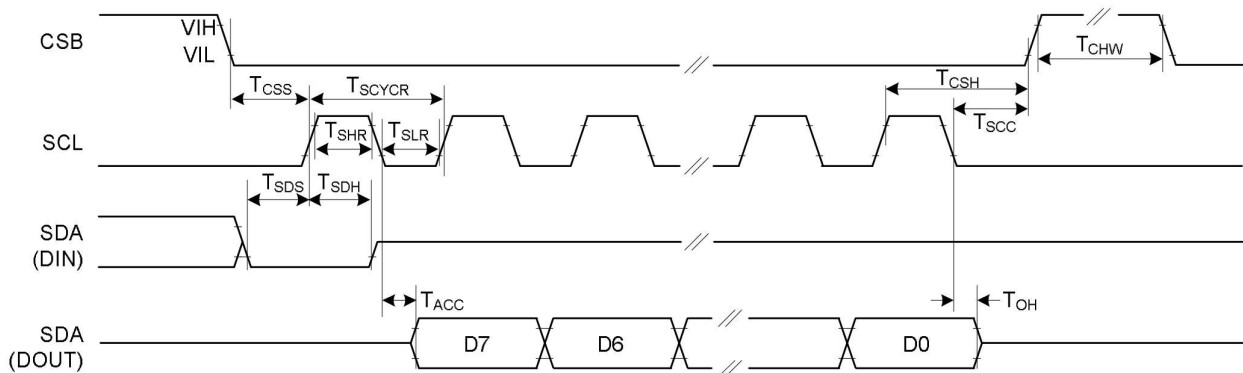 CSB
VIH
VIL
TCHW
TCSS
TSCYCR
TCSH
SCL
TSHR
TSLR
TSCC
TSDS
TSDH
SDA
(DIN)
TACC
TOH
SDA
(DOUT)
D7
D6
D0